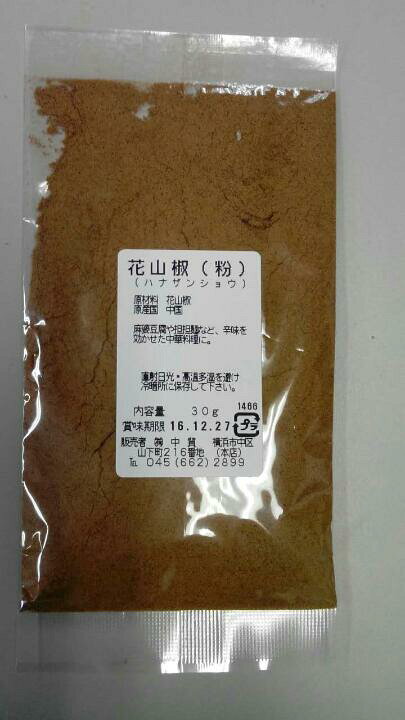 花山椒(粉)
(ハナザンショウ)
原材料 花山椒
原産国 中国
麻婆豆腐や担担麺など、辛味を
効かせた中華料理に。
直射日光・高温多湿を避け
冷暗所に保存して下さい。
1466
内容量 30g
賞味期限 16.12.27
プラ
販売者 ㈱中貿 横浜市中区
山下町216番地 (本店)
℡ 045(662)2899